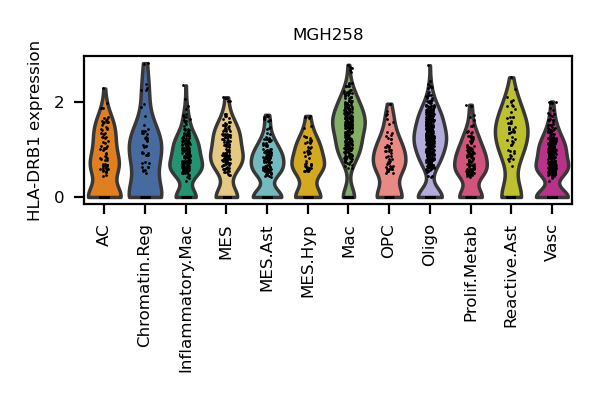 MGH258
HLA-DRB1 expression
2
0
AC
Chromatin.Reg
Inflammatory.Mac
MES
MES.Ast
MES.Hyp
Mac
OPC
Oligo
Prolif.Metab
Reactive.Ast
Vasc